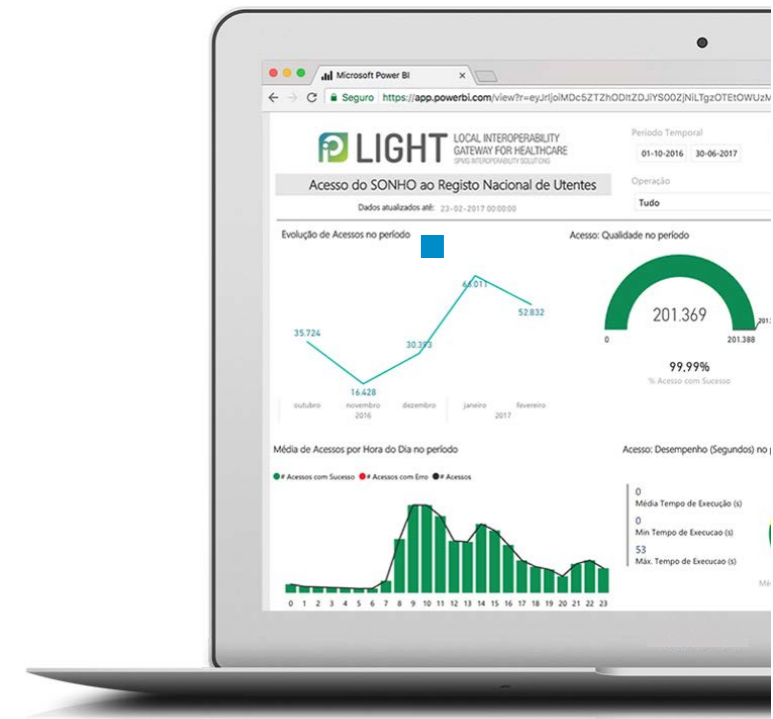 Microsoft Power BI
Seguro https://app.powerbi.com/view?r=
LIGHT LOCAL INTEROPERABILITY
GATEWAY FOR HEALTHCARE
SPMS INTEROPERABILITY SOLUTIONS
Acesso do SONHO ao Registo Nacional de Utentes
Dados atualizados até: 23-02-2017 00:00:00
Periodo Temporal
01-10-2016 30-06-2017
Operação
Tudo
Evolução de Acessos no período
66.011
52.832
35.724
30.393
16.428
outubro novembro dezembro janeiro fevereiro
2016 2017
Acesso: Qualidade no período
201.369
0 201.388
99,99%
% Acesso com Sucesso
Média de Acessos por Hora do Dia no período
# Acessos com Sucesso # Acessos com Erro # Acessos
0 1 2 3 4 5 6 7 8 9 10 11 12 13 14 15 16 17 18 19 20 21 22 23
Acesso: Desempenho (Segundos) no
0
Média Tempo de Execução (s)
0
Min Tempo de Execucao (s)
53
Máx. Tempo de Execucao (s)